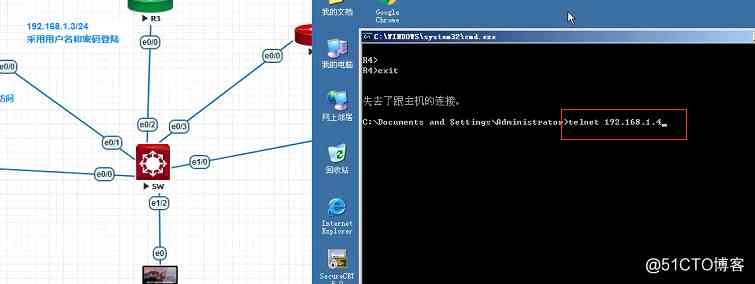 R3
192.168.1.3/24
采用用户名和密码登陆
e0/0
e0/0
e0/0
访问
e0/2
e0/3
e0/1
e1/0
e0/0
SW
e1/2
e0
我的文档
我的电脑
网上邻居
回收站
Internet
Explorer
SecureCRT
Google
Chrome
C:\WINDOWS\system32\cmd.exe
R4>
R4>exit
失去了跟主机的连接。
C:\Documents and Settings\Administrator>telnet 192.168.1.4_
@51CTO博客